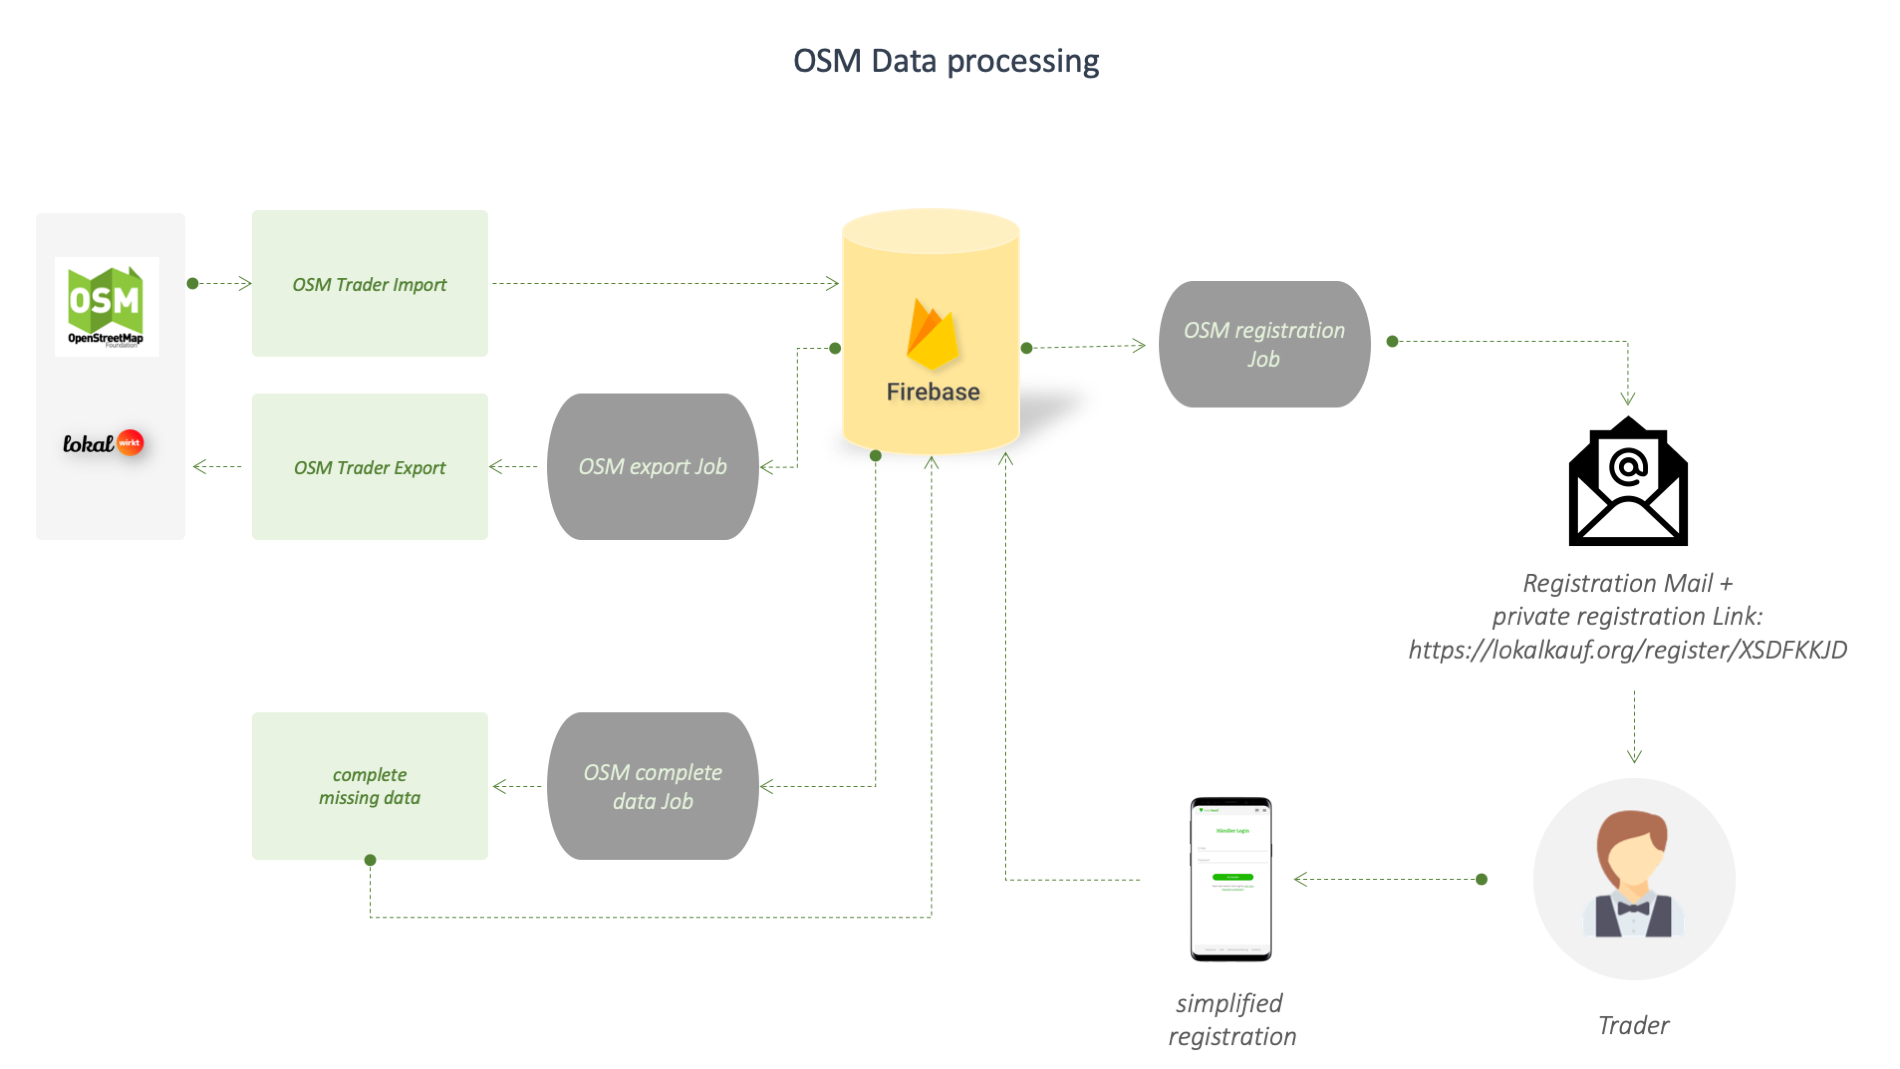 OSM Data processing
OSM
OpenStreetMap
Foundation
lokal wirkt
OSM Trader Import
OSM Trader Export
OSM export Job
Firebase
OSM registration
Job
Registration Mail +
private registration Link:
https://lokalkauf.org/register/XSDFKKJD
complete
missing data
OSM complete
data Job
Händler Login
simplified
registration
Trader